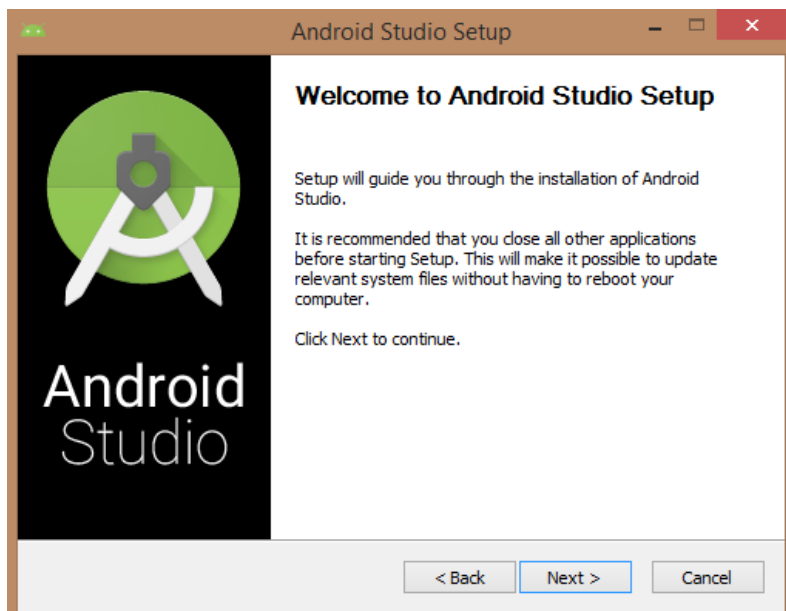 Android Studio Setup
Welcome to Android Studio Setup
Setup will guide you through the installation of Android
Studio.
It is recommended that you close all other applications
before starting Setup. This will make it possible to update
relevant system files without having to reboot your
computer.
Click Next to continue.
Android
Studio
< Back
Next >
Cancel